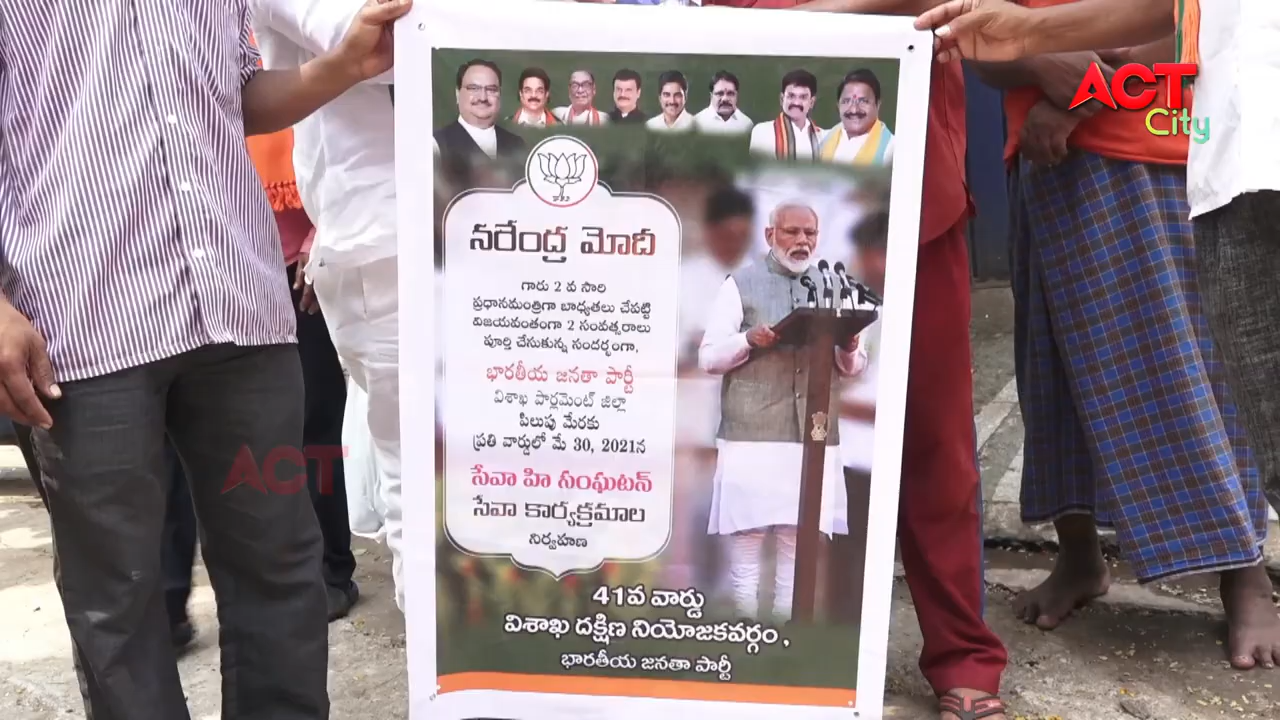 ACT
City
నరేంద్ర మోదీ
గారు 2 వ సారి
ప్రధానమంత్రిగా బాధ్యతలు చేపట్టి
విజయవంతంగా 2 సంవత్సరాలు
పూర్తి చేసుకున్న సందర్భంగా,
భారతీయ జనతా పార్టీ
విశాఖ పార్లమెంట్ జిల్లా
పిలుపు మేరకు
ప్రతి వార్డులో మే 30, 2021న
సేవా హి సంఘటన్
సేవా కార్యక్రమాల
నిర్వహణ
ACT
41వ వార్డు
విశాఖ దక్షిణ నియోజకవర్గం,
భారతీయ జనతా పార్టీ